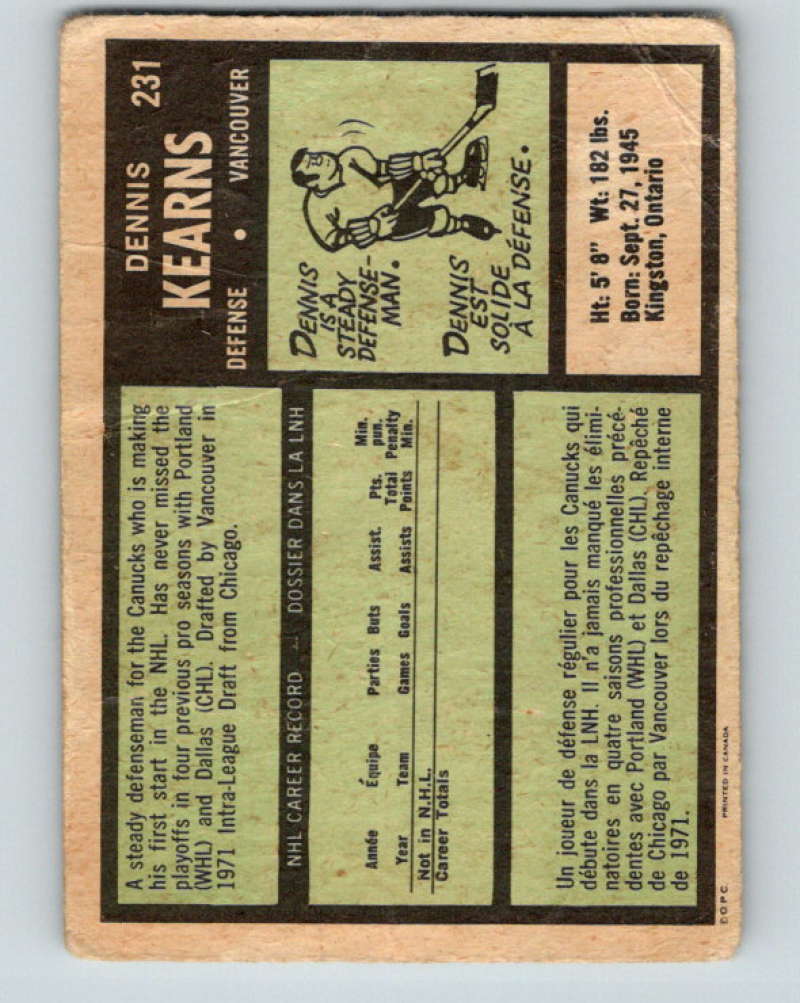 DENNIS 231
KEARNS
DEFENSE • VANCOUVER
A steady defenseman for the Canucks who is making
his first start in the NHL. Has never missed the
playoffs in four previous pro seasons with Portland
(WHL) and Dallas (CHL). Drafted by Vancouver in
1971 Intra-League Draft from Chicago.
DENNIS
IS A
STEADY
DEFENSE-
MAN.
DENNIS
EST
SOLIDE
À LA DÉFENSE.
NHL CAREER RECORD — DOSSIER DANS LA LNH
Min.
Pts. pun.
Année Équipe Parties Buts Assist. Total Penalty
Year Team Games Goals Assists Points Min.
Not in N.H.L.
Career Totals
Ht: 5' 8" Wt: 182 lbs.
Born: Sept. 27, 1945
Kingston, Ontario
Un joueur de défense régulier pour les Canucks qui
débute dans la LNH. Il n'a jamais manqué les élimi-
natoires en quatre saisons professionnelles précé-
dentes avec Portland (WHL) et Dallas (CHL). Repêché
de Chicago par Vancouver lors du repêchage interne
de 1971.
©O.P.C. PRINTED IN CANADA